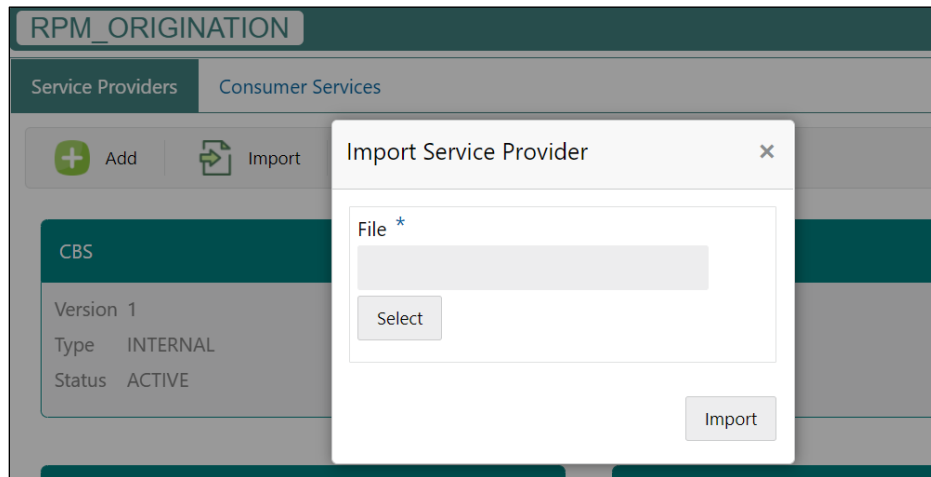 RPM_ORIGINATION
Service Providers Consumer Services
Add Import
Import Service Provider ×
File *
Select
Import
CBS
Version 1
Type INTERNAL
Status ACTIVE